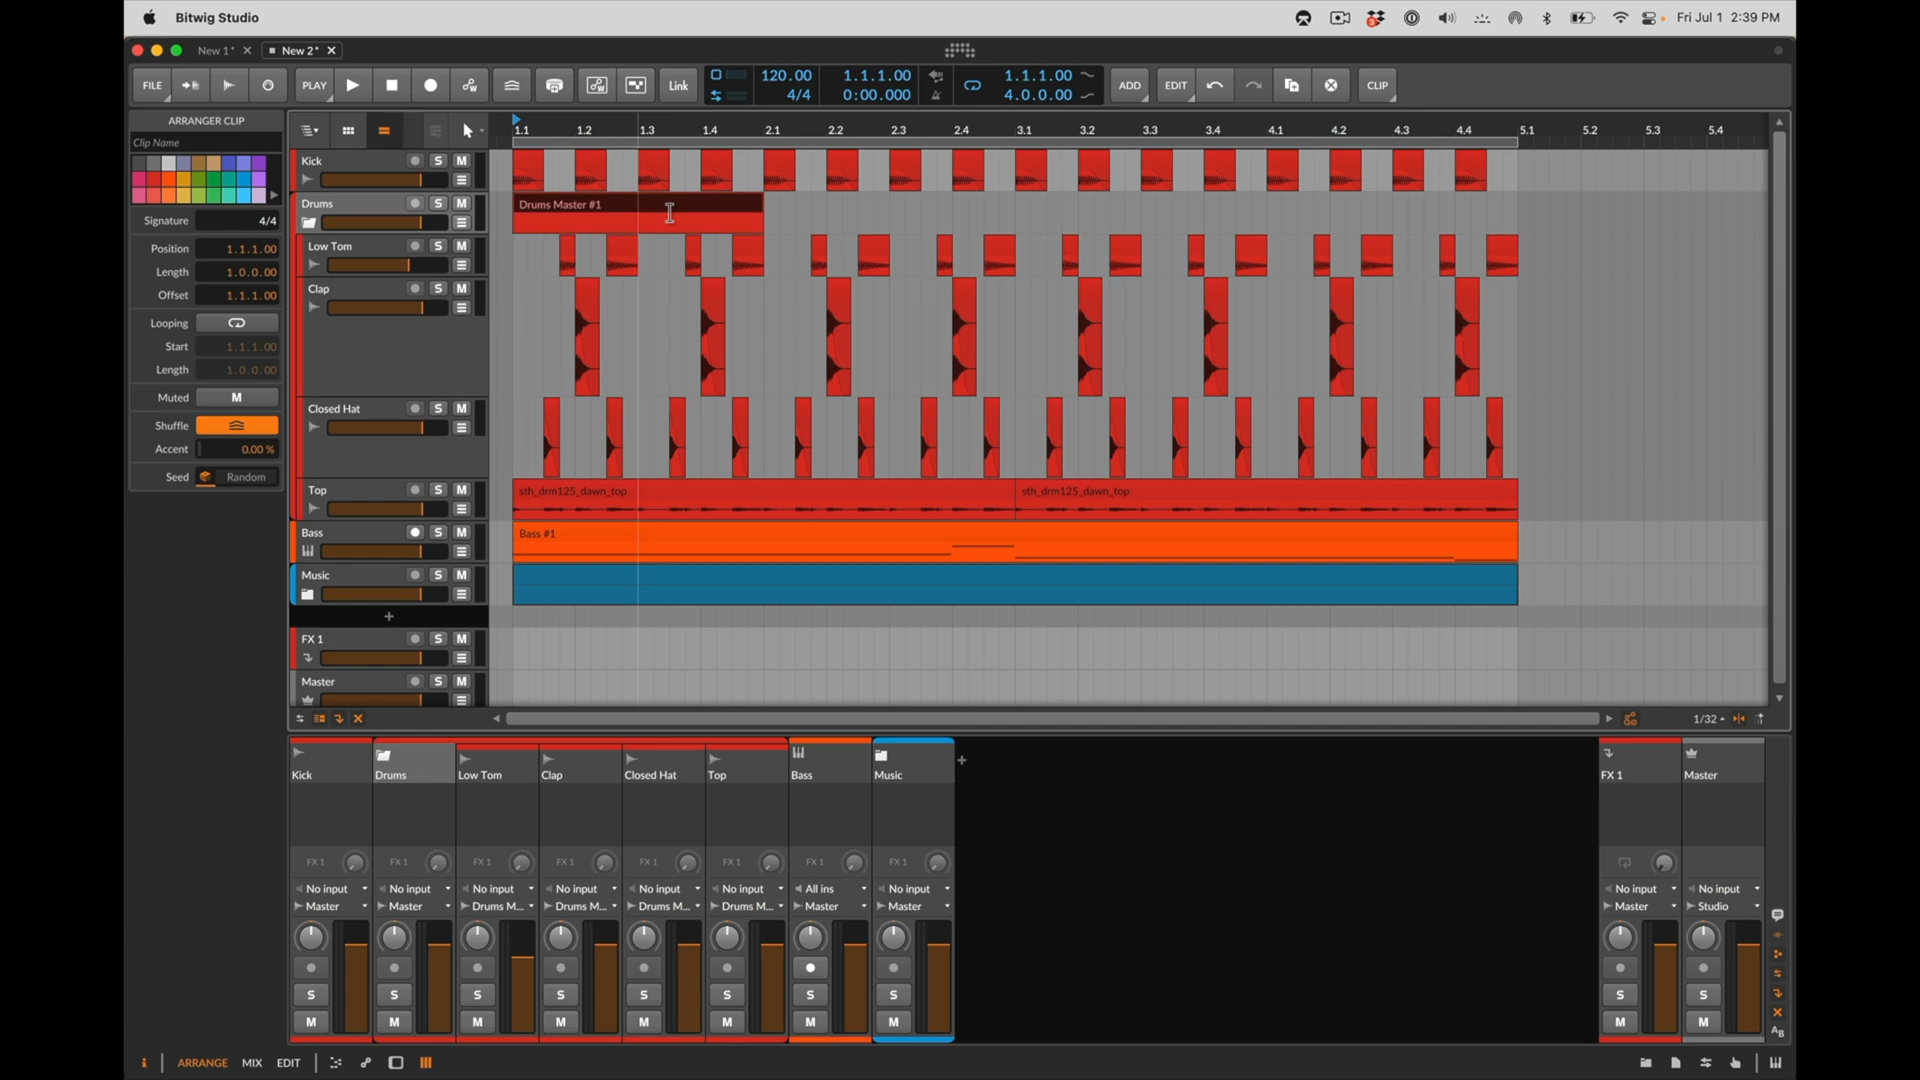 Bitwig Studio
Fri Jul 1 2:39 PM
New 1*
New 2*
FILE
PLAY
Link
120.00
4/4
1.1.1.00
0:00.000
1.1.1.00
4.0.0.00
ADD
EDIT
CLIP
ARRANGER CLIP
Clip Name
Signature 4/4
Position 1.1.1.00
Length 1.0.0.00
Offset 1.1.1.00
Looping
Start 1.1.1.00
Length 1.0.0.00
Muted M
Shuffle
Accent 0.00 %
Seed Random
1.1 1.2 1.3 1.4 2.1 2.2 2.3 2.4 3.1 3.2 3.3 3.4 4.1 4.2 4.3 4.4 5.1 5.2 5.3 5.4
Kick S M
Drums S M
Drums Master #1
Low Tom S M
Clap S M
Closed Hat S M
Top S M
sth_drm125_dawn_top sth_drm125_dawn_top
Bass S M
Bass #1
Music S M
+
FX 1 S M
Master S M
1/32
Kick Drums Low Tom Clap Closed Hat Top Bass Music + FX 1 Master
FX 1 FX 1 FX 1 FX 1 FX 1 FX 1 FX 1 FX 1
No input No input No input No input No input No input All ins No input No input No input
Master Master Drums M... Drums M... Drums M... Drums M... Master Master Master Studio
S S S S S S S S S S
M M M M M M M M M M
AB
i ARRANGE MIX EDIT